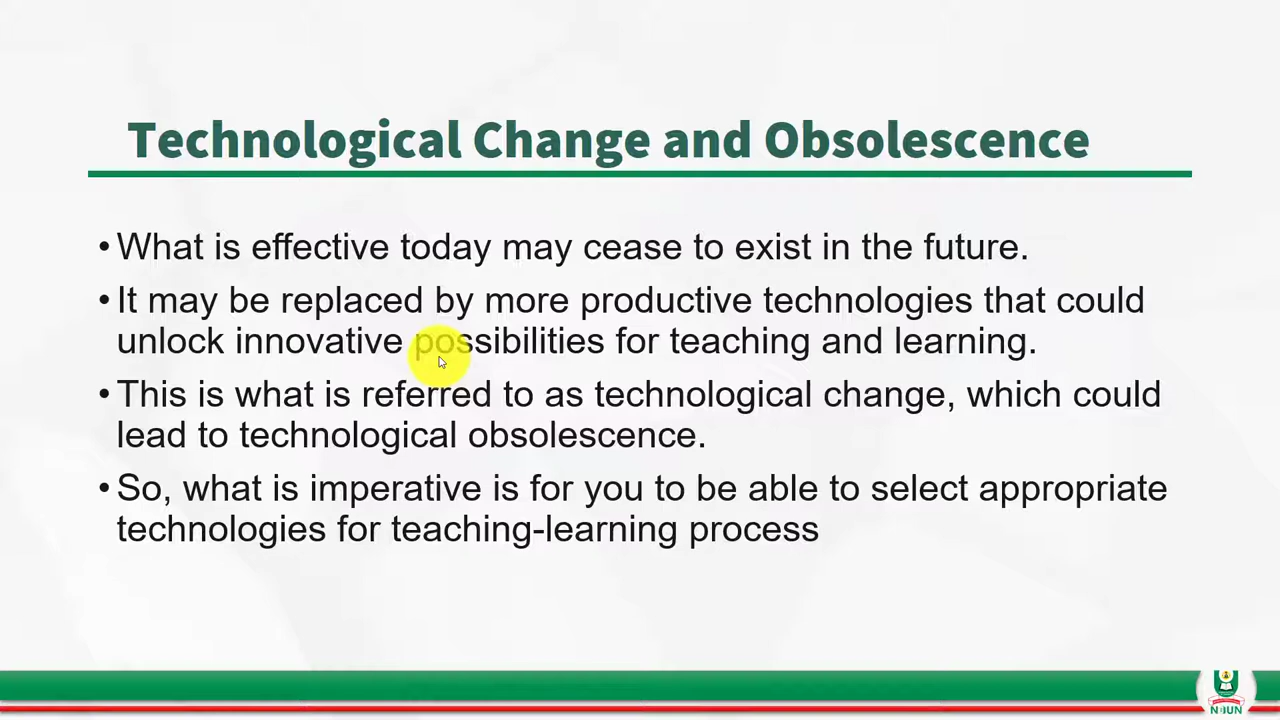 Technological Change and Obsolescence
• What is effective today may cease to exist in the future.
• It may be replaced by more productive technologies that could
unlock innovative possibilities for teaching and learning.
• This is what is referred to as technological change, which could
lead to technological obsolescence.
• So, what is imperative is for you to be able to select appropriate
technologies for teaching-learning process
NOUN